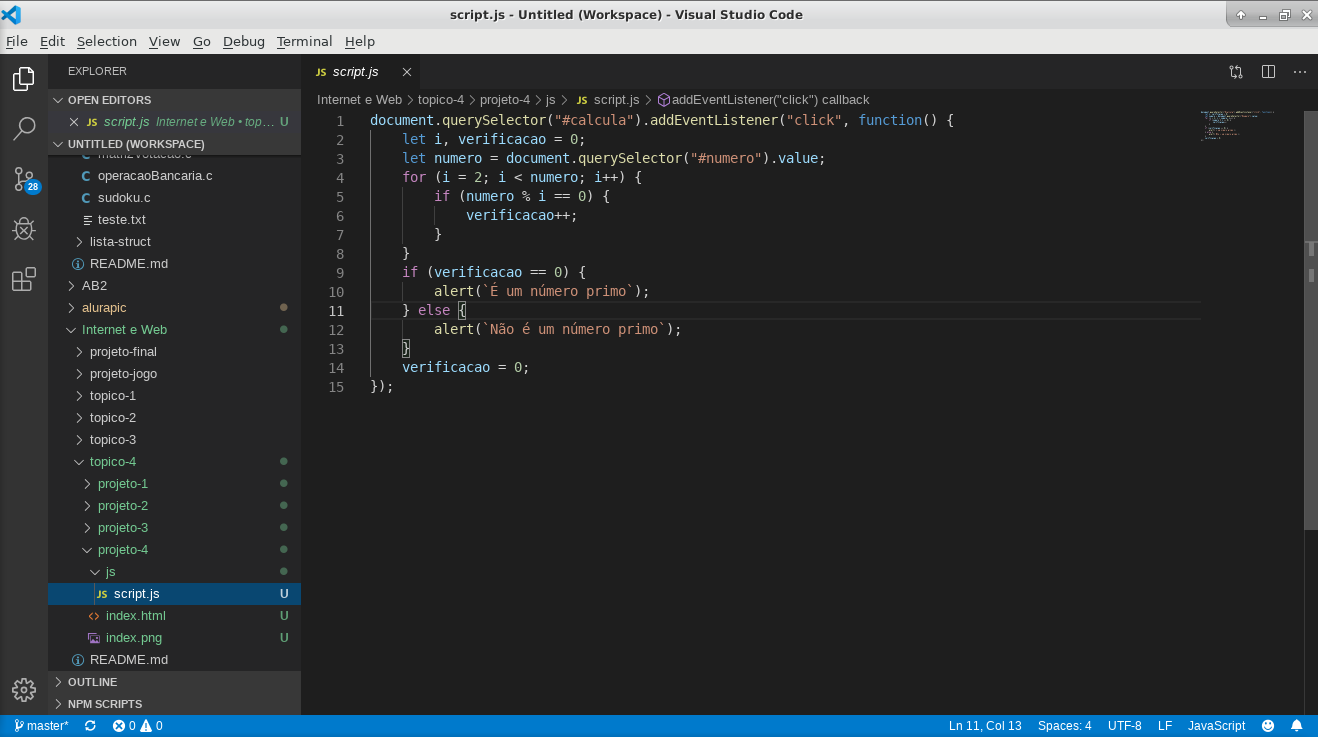 script.js - Untitled (Workspace) - Visual Studio Code
File Edit Selection View Go Debug Terminal Help
EXPLORER
OPEN EDITORS
JS script.js Internet e Web • top... U
UNTITLED (WORKSPACE)
C operacaoBancaria.c
C sudoku.c
teste.txt
lista-struct
README.md
AB2
alurapic
Internet e Web
projeto-final
projeto-jogo
topico-1
topico-2
topico-3
topico-4
projeto-1
projeto-2
projeto-3
projeto-4
js
JS script.js U
index.html U
index.png U
README.md
OUTLINE
NPM SCRIPTS
28
JS script.js
Internet e Web > topico-4 > projeto-4 > js > JS script.js > addEventListener("click") callback
1 document.querySelector("#calcula").addEventListener("click", function() {
2 let i, verificacao = 0;
3 let numero = document.querySelector("#numero").value;
4 for (i = 2; i < numero; i++) {
5 if (numero % i == 0) {
6 verificacao++;
7 }
8 }
9 if (verificacao == 0) {
10 alert(`É um número primo`);
11 } else {
12 alert(`Não é um número primo`);
13 }
14 verificacao = 0;
15 });
master* 0 0 Ln 11, Col 13 Spaces: 4 UTF-8 LF JavaScript